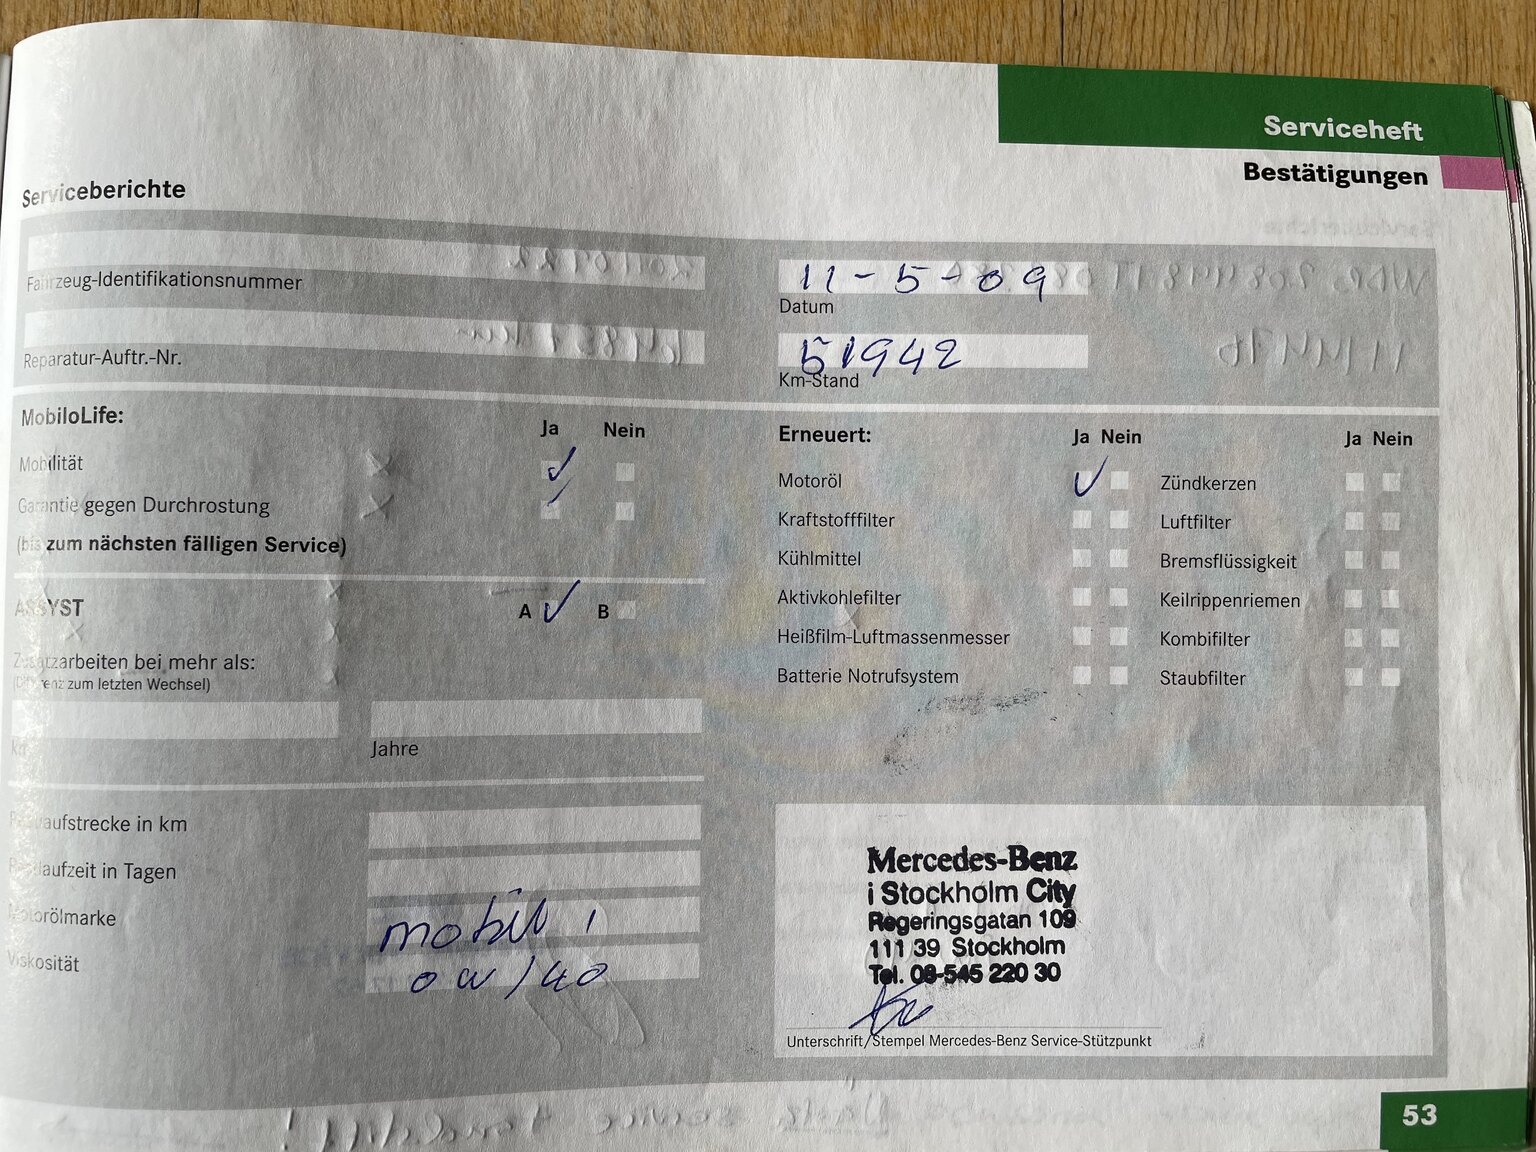 Serviceheft
Bestätigungen
Serviceberichte
Fahrzeug-Identifikationsnummer
11-5-09
Datum
Reparatur-Auftr.-Nr.
51942
Km-Stand
MobiloLife:
Ja Nein
Mobilität
Garantie gegen Durchrostung
(bis zum nächsten fälligen Service)
ASSYST
A B
Zusatzarbeiten bei mehr als:
(Differenz zum letzten Wechsel)
km
Jahre
Restlaufstrecke in km
Restlaufzeit in Tagen
Motorölmarke
mobil 1
Viskosität
0W/40
Erneuert:
Ja Nein
Ja Nein
Motoröl
Zündkerzen
Kraftstofffilter
Luftfilter
Kühlmittel
Bremsflüssigkeit
Aktivkohlefilter
Keilrippenriemen
Heißfilm-Luftmassenmesser
Kombifilter
Batterie Notrufsystem
Staubfilter
Mercedes-Benz
i Stockholm City
Regeringsgatan 109
111 39 Stockholm
Tel. 08-545 220 30
Unterschrift/Stempel Mercedes-Benz Service-Stützpunkt
53